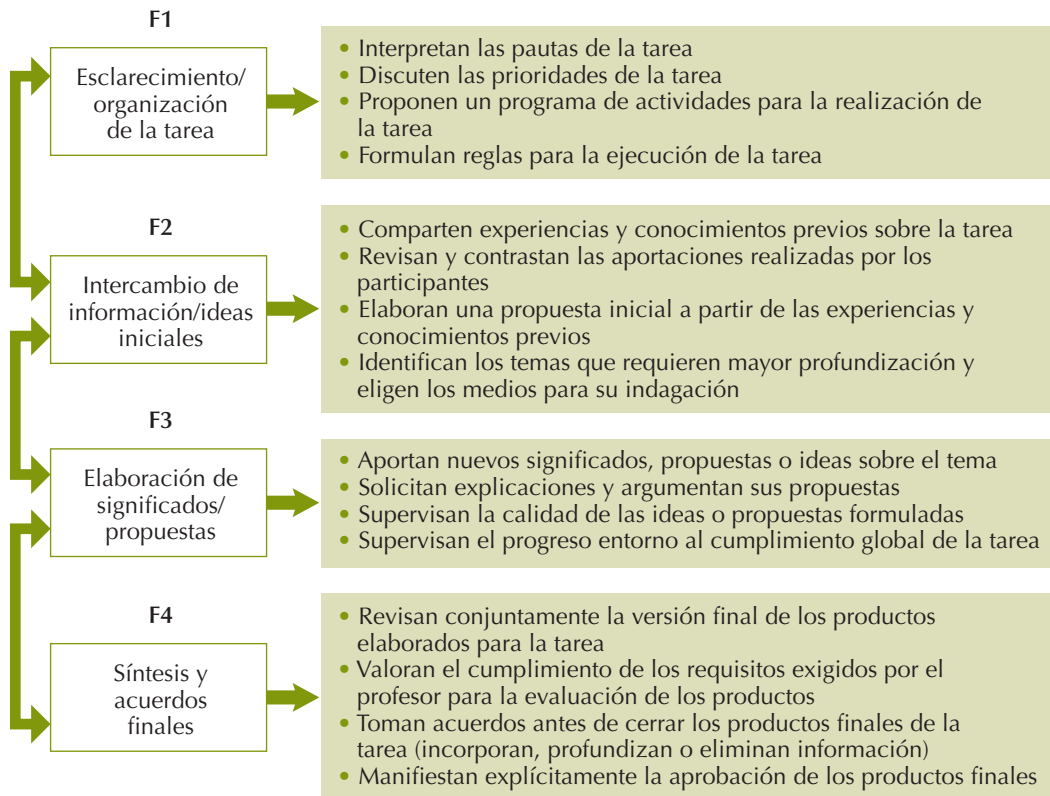 F1
Esclarecimiento/
organización
de la tarea
• Interpretan las pautas de la tarea
• Discuten las prioridades de la tarea
• Proponen un programa de actividades para la realización de
la tarea
• Formulan reglas para la ejecución de la tarea
F2
Intercambio de
información/ideas
iniciales
• Comparten experiencias y conocimientos previos sobre la tarea
• Revisan y contrastan las aportaciones realizadas por los
participantes
• Elaboran una propuesta inicial a partir de las experiencias y
conocimientos previos
• Identifican los temas que requieren mayor profundización y
eligen los medios para su indagación
F3
Elaboración de
significados/
propuestas
• Aportan nuevos significados, propuestas o ideas sobre el tema
• Solicitan explicaciones y argumentan sus propuestas
• Supervisan la calidad de las ideas o propuestas formuladas
• Supervisan el progreso entorno al cumplimiento global de la tarea
F4
Síntesis y
acuerdos
finales
• Revisan conjuntamente la versión final de los productos
elaborados para la tarea
• Valoran el cumplimiento de los requisitos exigidos por el
profesor para la evaluación de los productos
• Toman acuerdos antes de cerrar los productos finales de la
tarea (incorporan, profundizan o eliminan información)
• Manifiestan explícitamente la aprobación de los productos finales